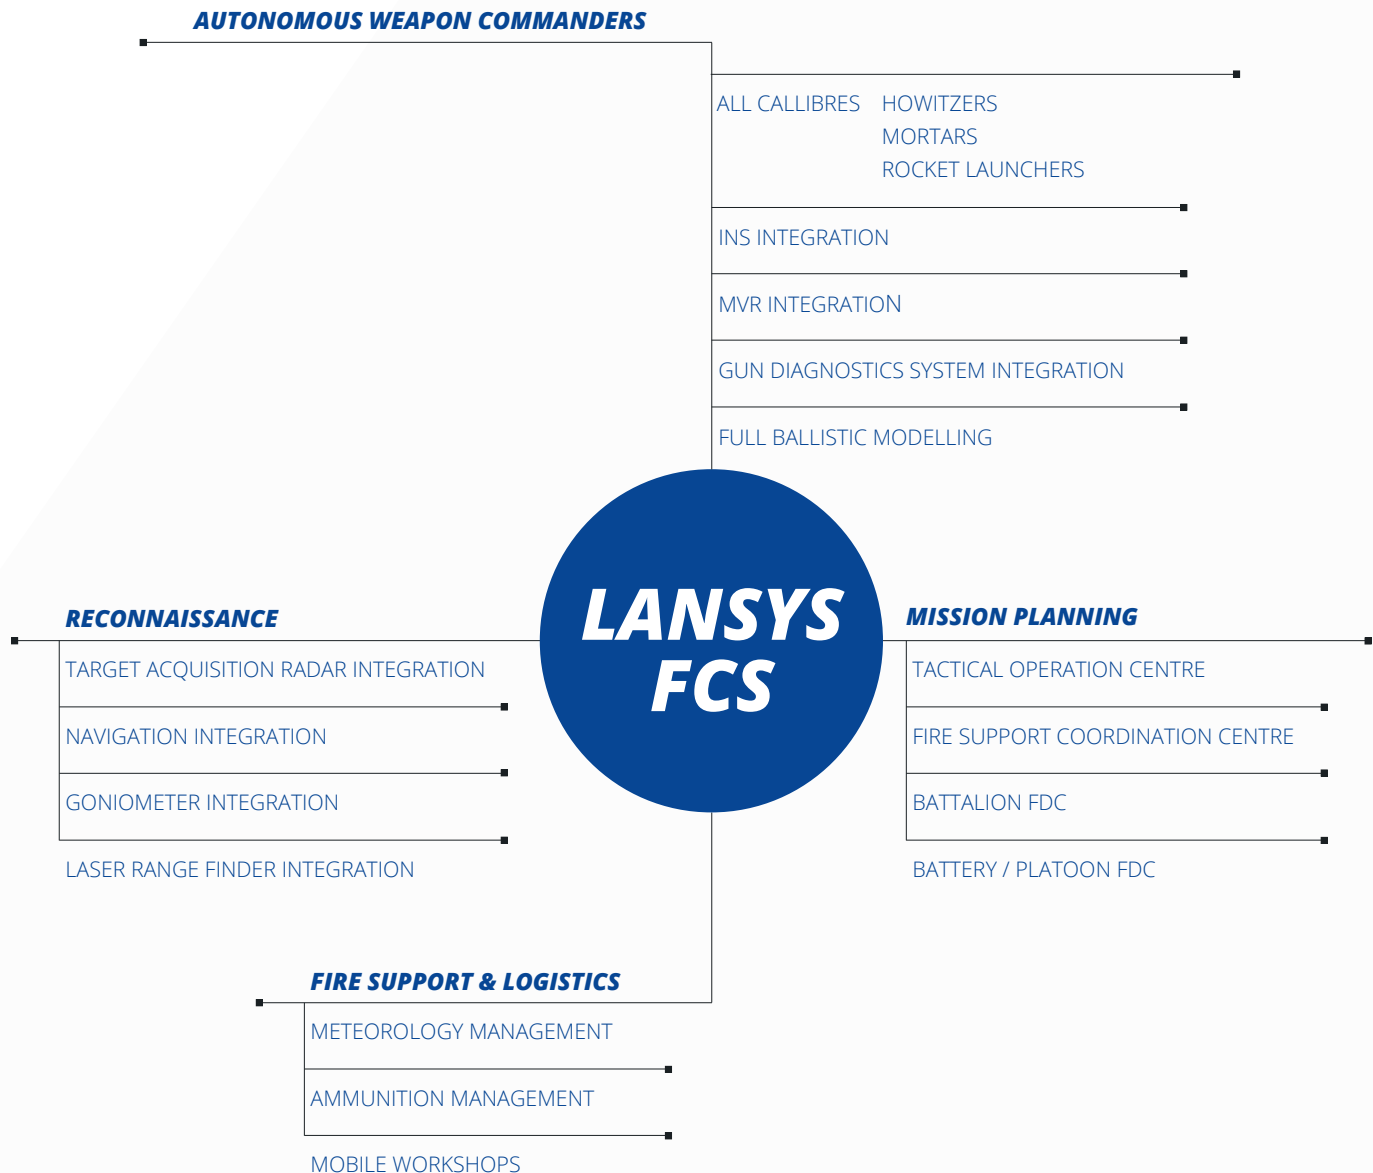 AUTONOMOUS WEAPON COMMANDERS
ALL CALLIBRES HOWITZERS
MORTARS
ROCKET LAUNCHERS
INS INTEGRATION
MVR INTEGRATION
GUN DIAGNOSTICS SYSTEM INTEGRATION
FULL BALLISTIC MODELLING
LANSYS
FCS
RECONNAISSANCE
TARGET ACQUISITION RADAR INTEGRATION
NAVIGATION INTEGRATION
GONIOMETER INTEGRATION
LASER RANGE FINDER INTEGRATION
MISSION PLANNING
TACTICAL OPERATION CENTRE
FIRE SUPPORT COORDINATION CENTRE
BATTALION FDC
BATTERY / PLATOON FDC
FIRE SUPPORT & LOGISTICS
METEOROLOGY MANAGEMENT
AMMUNITION MANAGEMENT
MOBILE WORKSHOPS